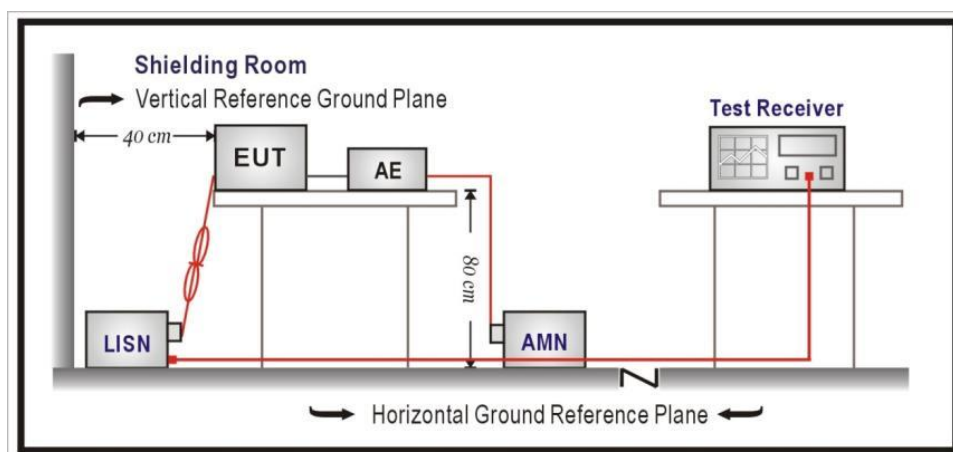 Shielding Room
Vertical Reference Ground Plane
Test Receiver
40 cm
EUT
AE
80 cm
LISN
AMN
Horizontal Ground Reference Plane